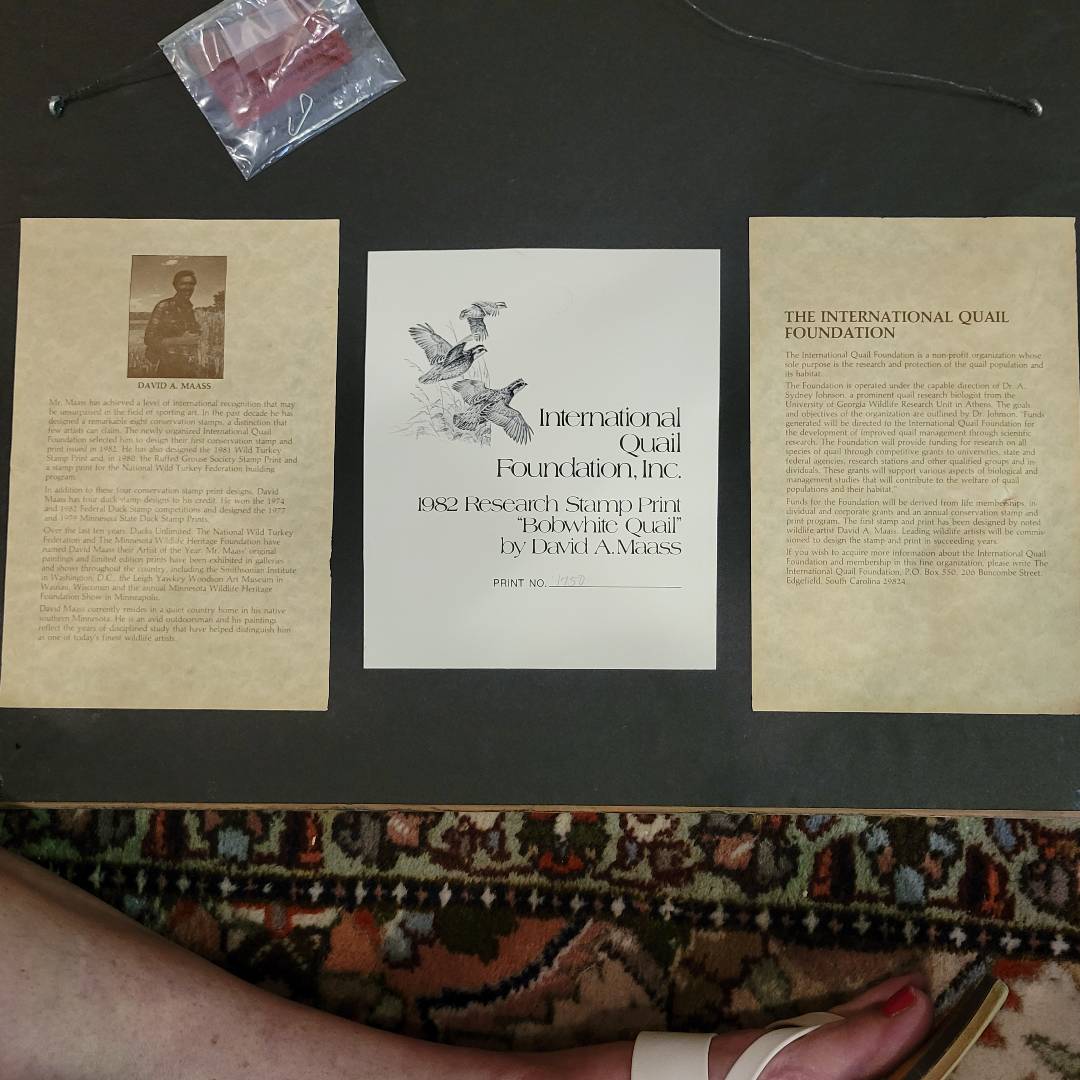 DAVID A. MAASS
Mr. Maass has achieved a level of international recognition that may
be unsurpassed in the field of sporting art. In the past decade he has
designed a remarkable eight conservation stamps, a distinction that
few artists can claim. The newly organized International Quail
Foundation selected him to design their first conservation stamp and
print issued in 1982. He has also designed the 1981 Wild Turkey
Stamp Print and, in 1980, the Ruffed Grouse Society Stamp Print and
a stamp print for the National Wild Turkey Federation building
program.
In addition to these four conservation stamp print designs, David
Maass has four duck stamp designs to his credit. He won the 1974
and 1982 Federal Duck Stamp competitions and designed the 1977
and 1979 Minnesota State Duck Stamp Prints.
Over the last ten years, Ducks Unlimited, The National Wild Turkey
Federation and The Minnesota Wildlife Heritage Foundation have
named David Maass their Artist of the Year. Mr. Maass' original
paintings and limited edition prints have been exhibited in galleries
and shows throughout the country, including the Smithsonian Institute
in Washington, D.C., the Leigh Yawkey Woodson Art Museum in
Wausau, Wisconsin and the annual Minnesota Wildlife Heritage
Foundation Show in Minneapolis.
David Maass currently resides in a quiet country home in his native
southern Minnesota. He is an avid outdoorsman and his paintings
reflect the years of disciplined study that have helped distinguish him
as one of today's finest wildlife artists.
International
Quail
Foundation, Inc.
1982 Research Stamp Print
"Bobwhite Quail"
by David A. Maass
PRINT NO. 1750
THE INTERNATIONAL QUAIL
FOUNDATION
The International Quail Foundation is a non-profit organization whose
sole purpose is the research and protection of the quail population and
its habitat.
The Foundation is operated under the capable direction of Dr. A.
Sydney Johnson, a prominent quail research biologist from the
University of Georgia Wildlife Research Unit in Athens. The goals
and objectives of the organization are outlined by Dr. Johnson. "Funds
generated will be directed to the International Quail Foundation for
the development of improved quail management through scientific
research. The Foundation will provide funding for research on all
species of quail through competitive grants to universities, state and
federal agencies, research stations and other qualified groups and in-
dividuals. These grants will support various aspects of biological and
management studies that will contribute to the welfare of quail
populations and their habitat."
Funds for the Foundation will be derived from life memberships, in-
dividual and corporate grants and an annual conservation stamp and
print program. The first stamp and print has been designed by noted
wildlife artist David A. Maass. Leading wildlife artists will be commis-
sioned to design the stamp and print in succeeding years.
If you wish to acquire more information about the International Quail
Foundation and membership in this fine organization, please write The
International Quail Foundation, P.O. Box 550, 206 Buncombe Street,
Edgefield, South Carolina 29824.